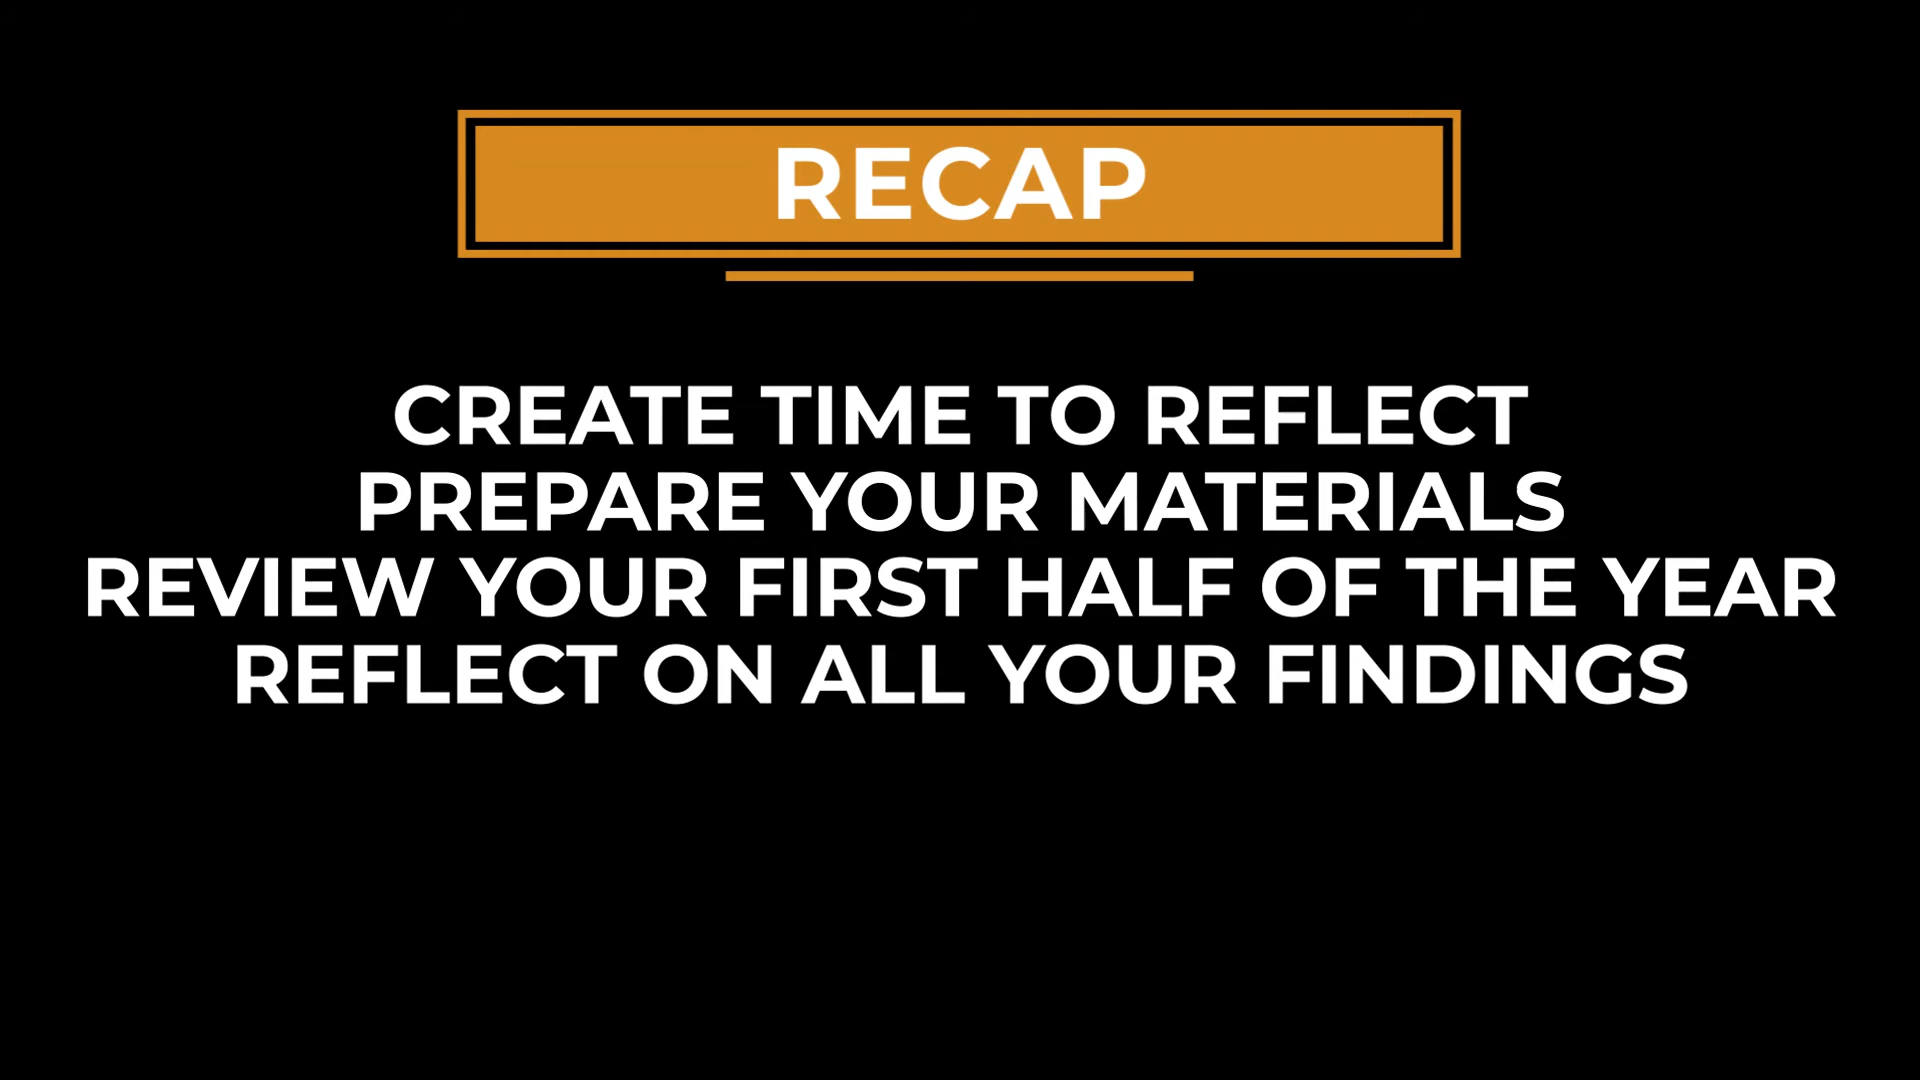 RECAP
CREATE TIME TO REFLECT
PREPARE YOUR MATERIALS
REVIEW YOUR FIRST HALF OF THE YEAR
REFLECT ON ALL YOUR FINDINGS